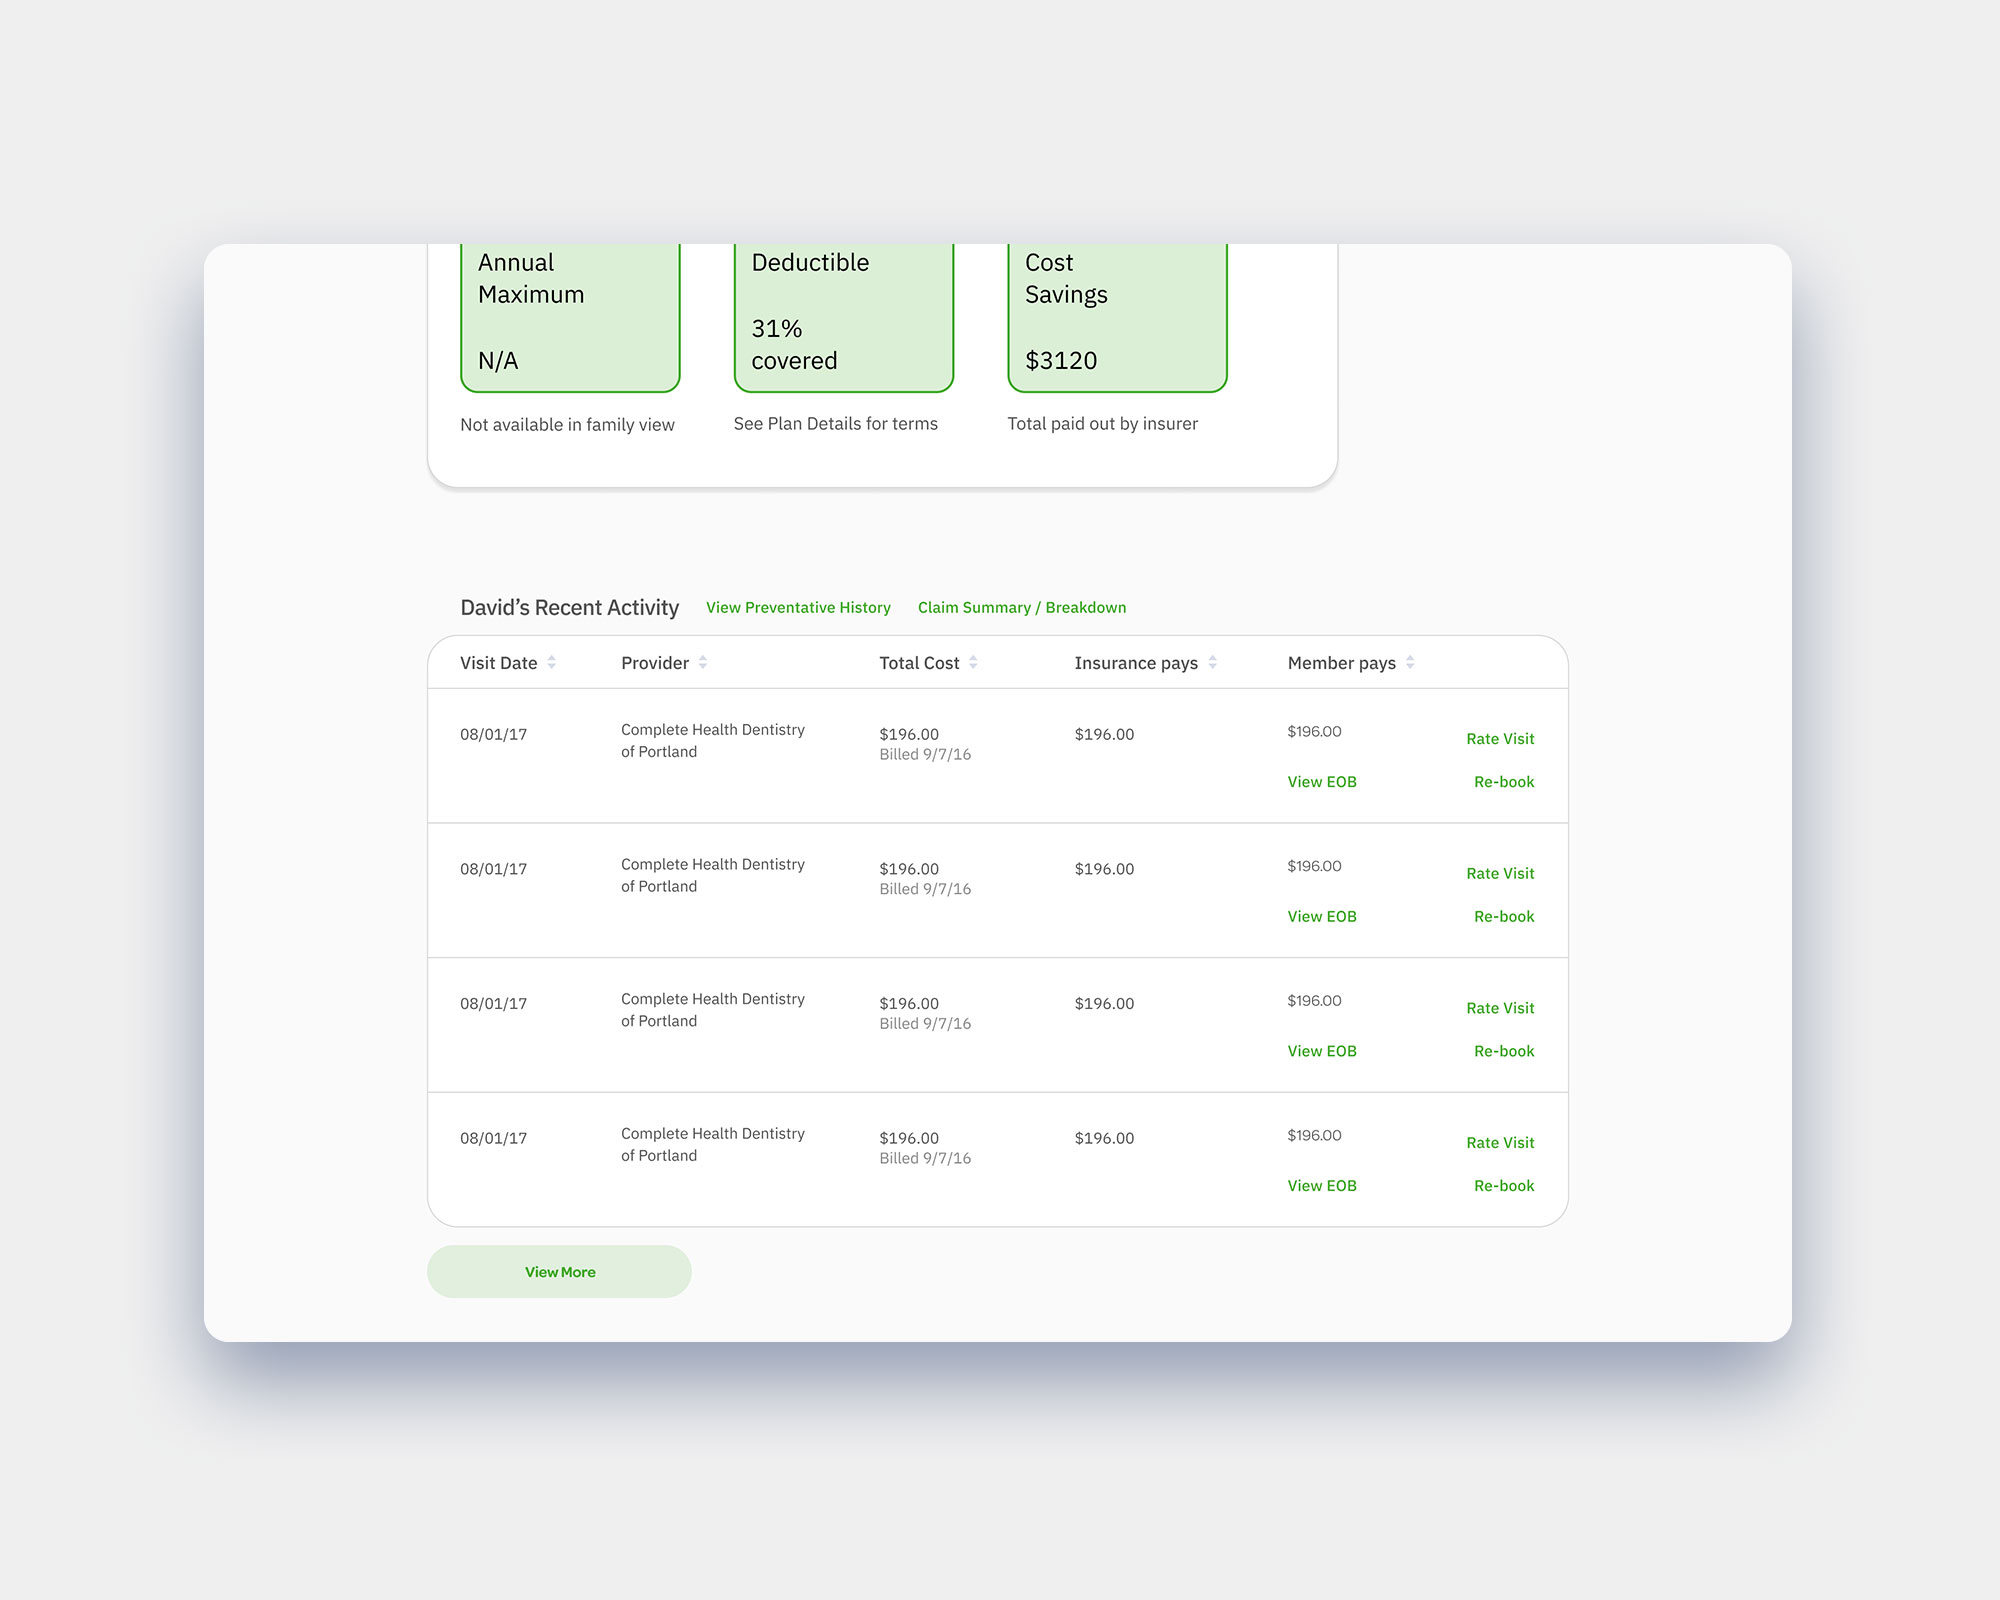 Annual
Maximum
N/A
Not available in family view
Deductible
31%
covered
See Plan Details for terms
Cost
Savings
$3120
Total paid out by insurer
David’s Recent Activity View Preventative History Claim Summary / Breakdown
Visit Date Provider Total Cost Insurance pays Member pays
08/01/17
Complete Health Dentistry
of Portland
$196.00
Billed 9/7/16
$196.00
$196.00
View EOB
Rate Visit
Re-book
08/01/17
Complete Health Dentistry
of Portland
$196.00
Billed 9/7/16
$196.00
$196.00
View EOB
Rate Visit
Re-book
08/01/17
Complete Health Dentistry
of Portland
$196.00
Billed 9/7/16
$196.00
$196.00
View EOB
Rate Visit
Re-book
08/01/17
Complete Health Dentistry
of Portland
$196.00
Billed 9/7/16
$196.00
$196.00
View EOB
Rate Visit
Re-book
View More